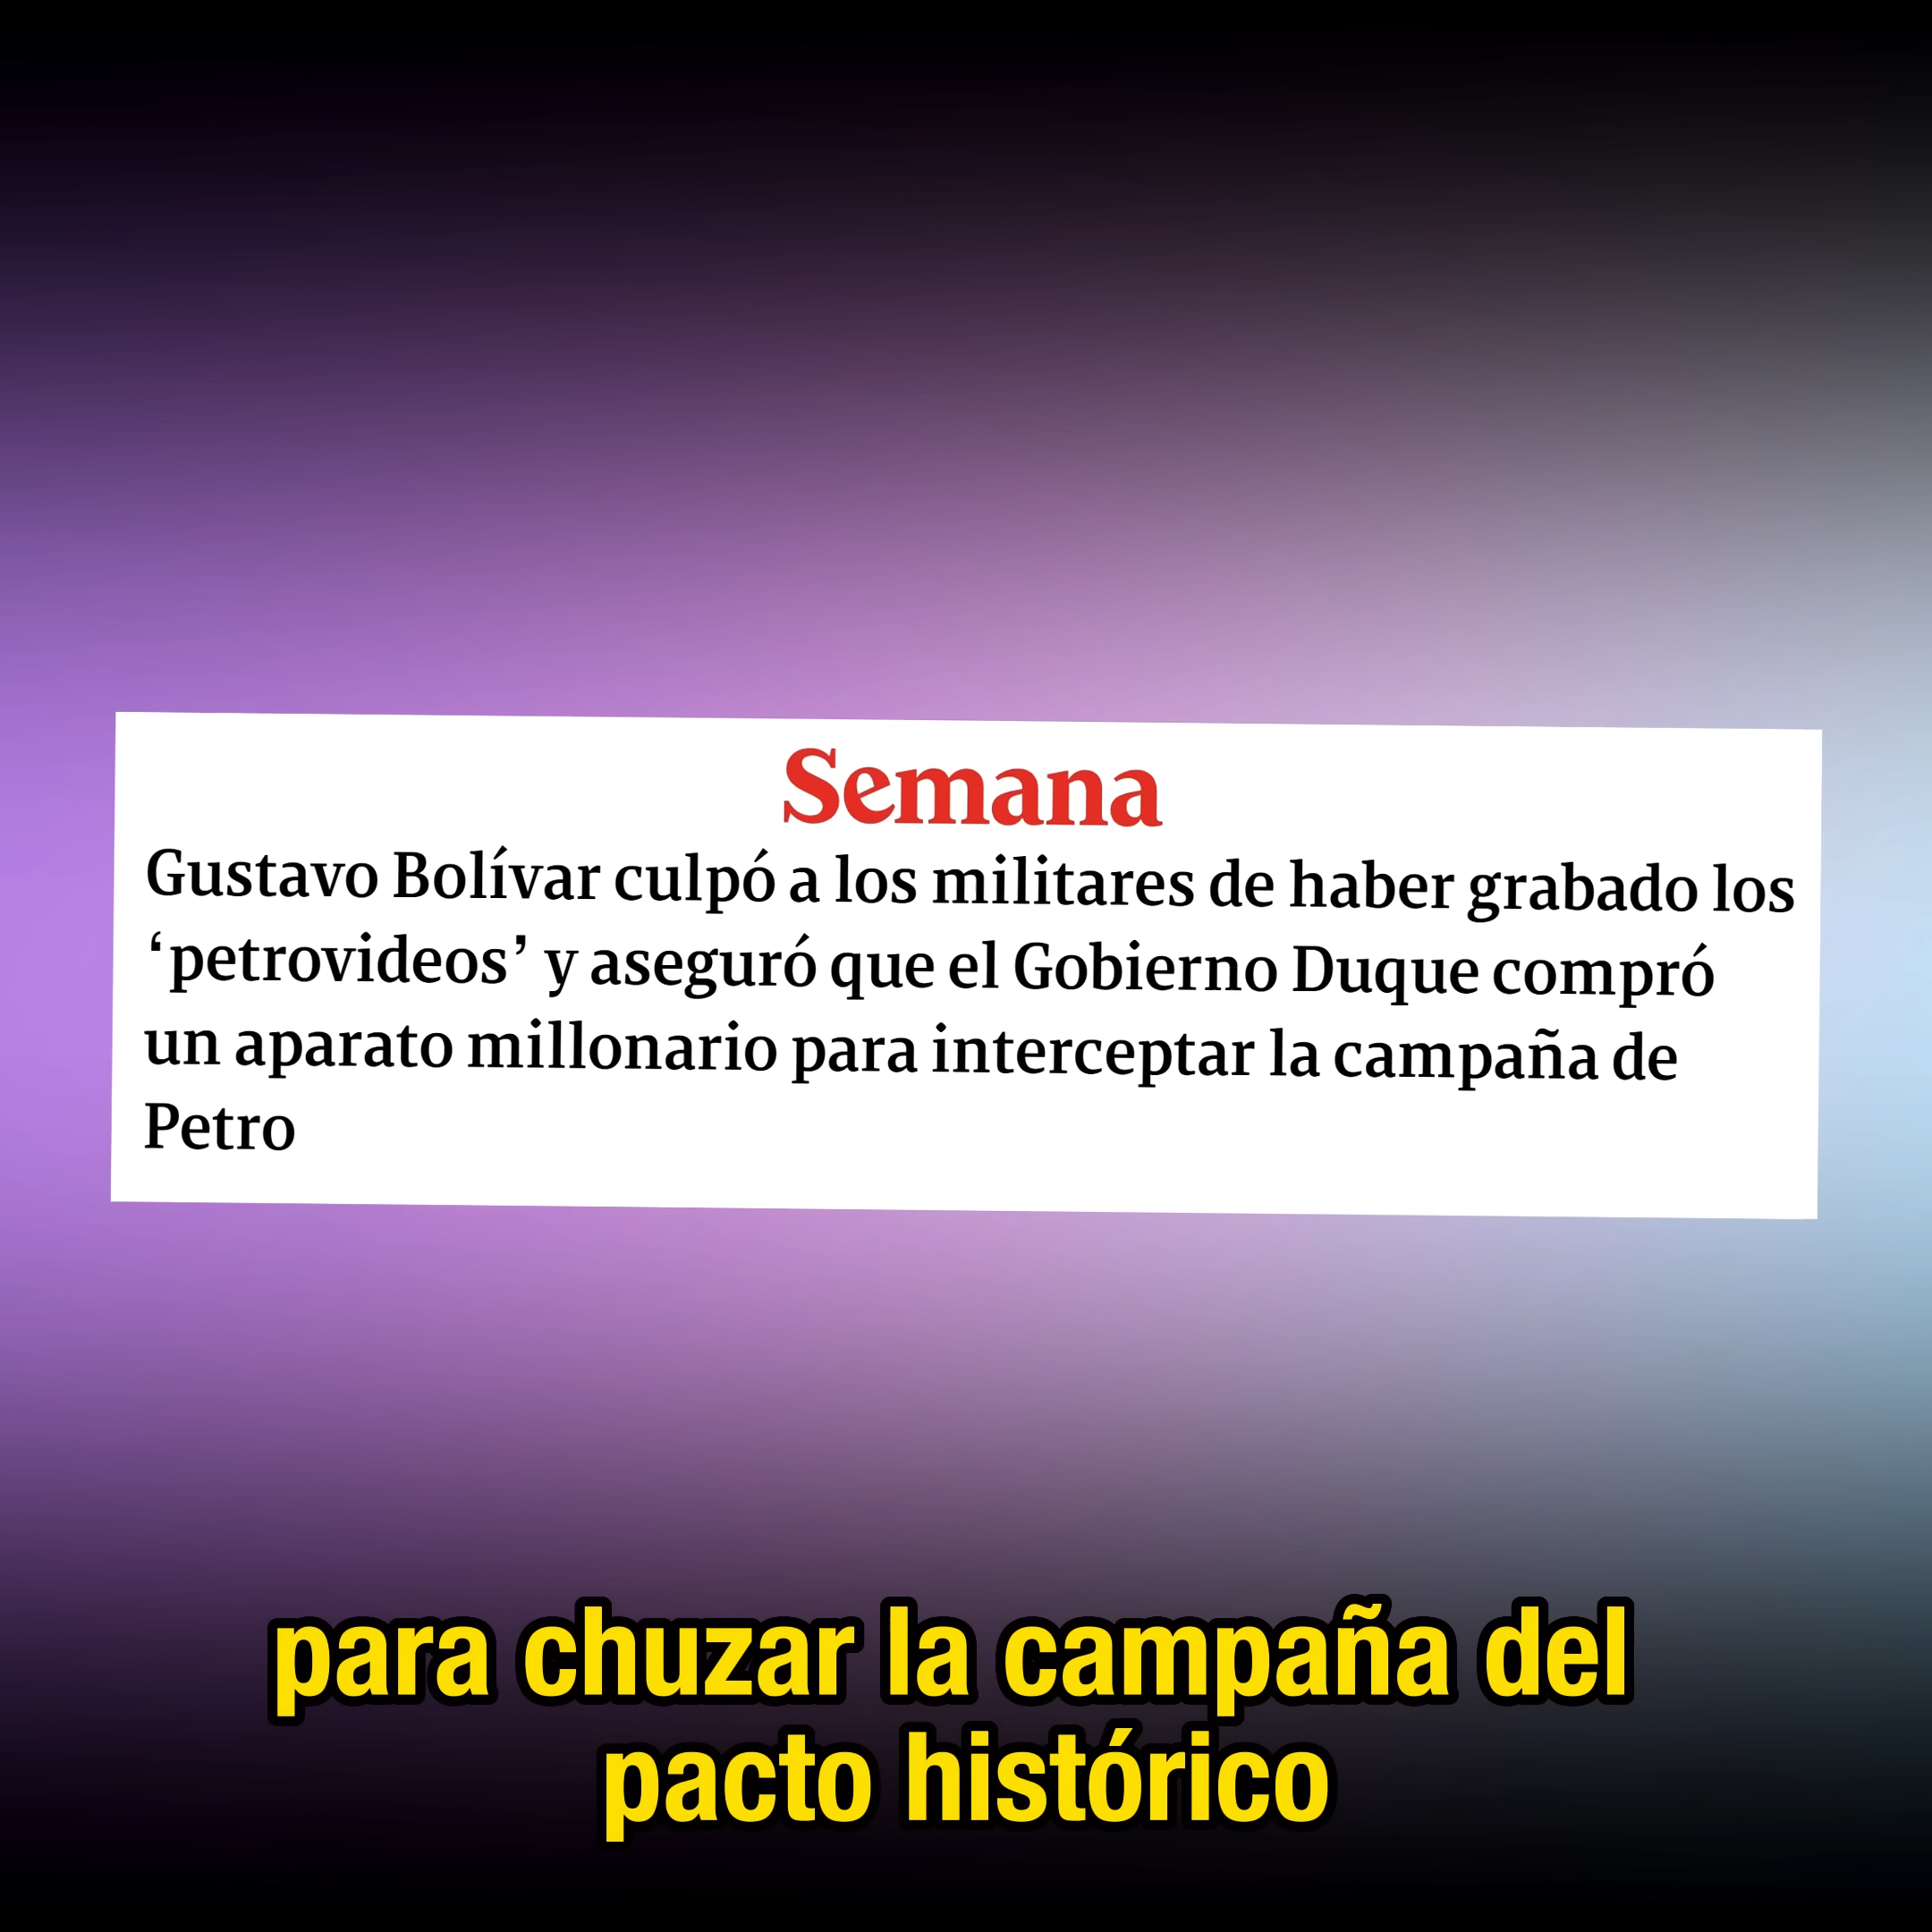 Semana
Gustavo Bolívar culpó a los militares de haber grabado los
‘petrovideos’ y aseguró que el Gobierno Duque compró
un aparato millonario para interceptar la campaña de
Petro
para chuzar la campaña del
pacto histórico